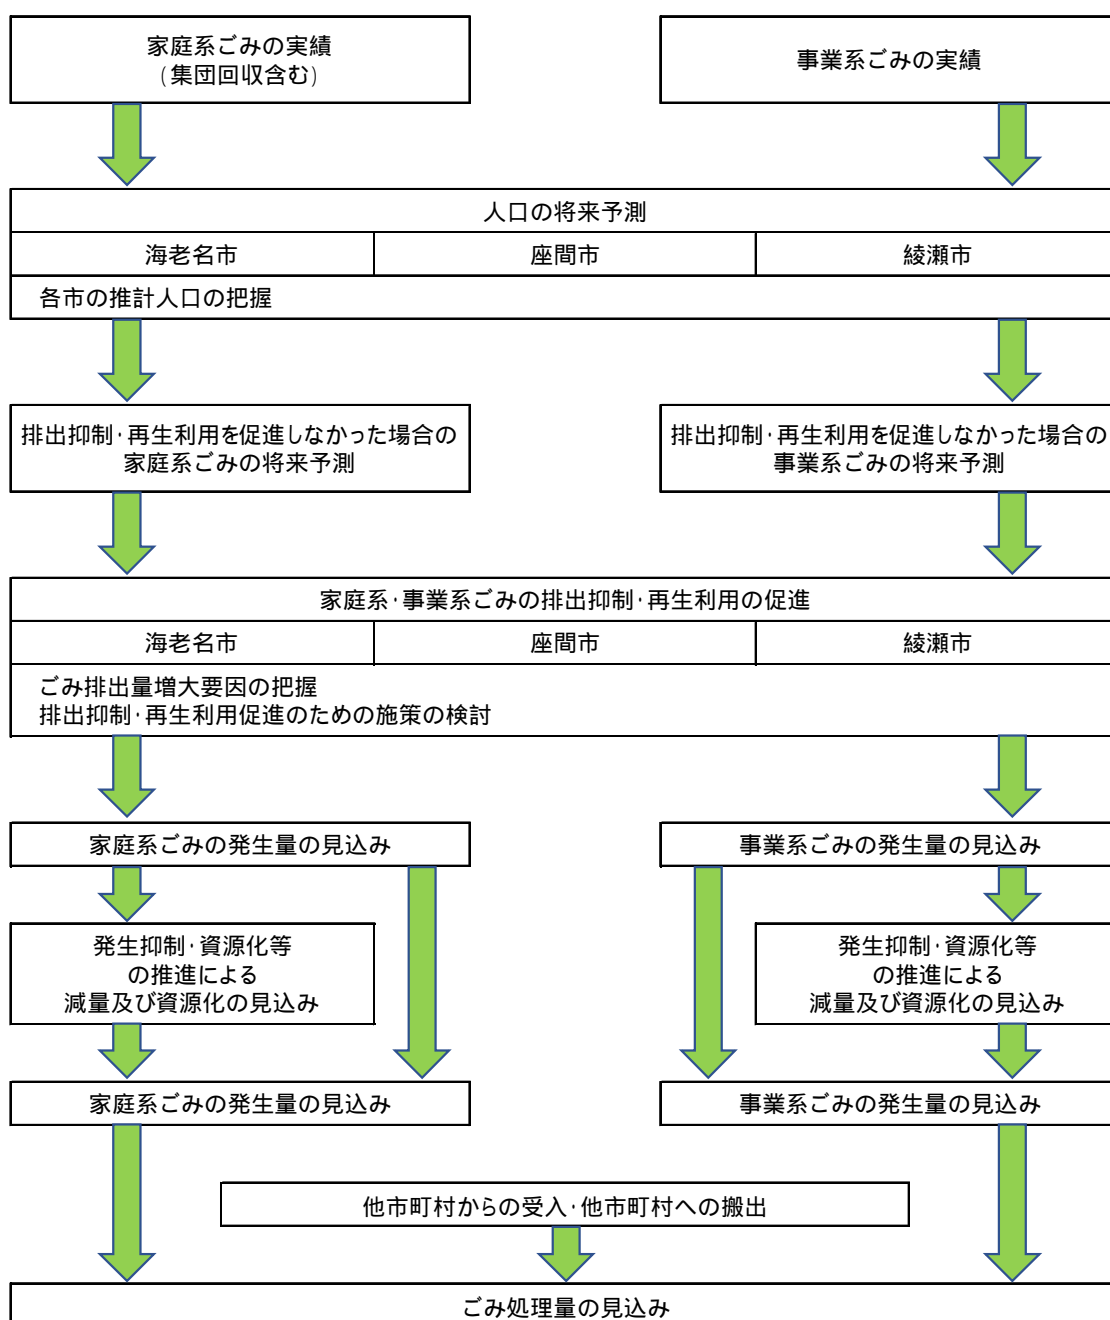 家庭系ごみの実績
(集団回収含む)
事業系ごみの実績
人口の将来予測
海老名市
座間市
綾瀬市
各市の推計人口の把握
排出抑制・再生利用を促進しなかった場合の
家庭系ごみの将来予測
排出抑制・再生利用を促進しなかった場合の
事業系ごみの将来予測
家庭系・事業系ごみの排出抑制・再生利用の促進
海老名市
座間市
綾瀬市
ごみ排出量増大要因の把握
排出抑制・再生利用促進のための施策の検討
家庭系ごみの発生量の見込み
事業系ごみの発生量の見込み
発生抑制・資源化等
の推進による
減量及び資源化の見込み
発生抑制・資源化等
の推進による
減量及び資源化の見込み
家庭系ごみの発生量の見込み
事業系ごみの発生量の見込み
他市町村からの受入・他市町村への搬出
ごみ処理量の見込み